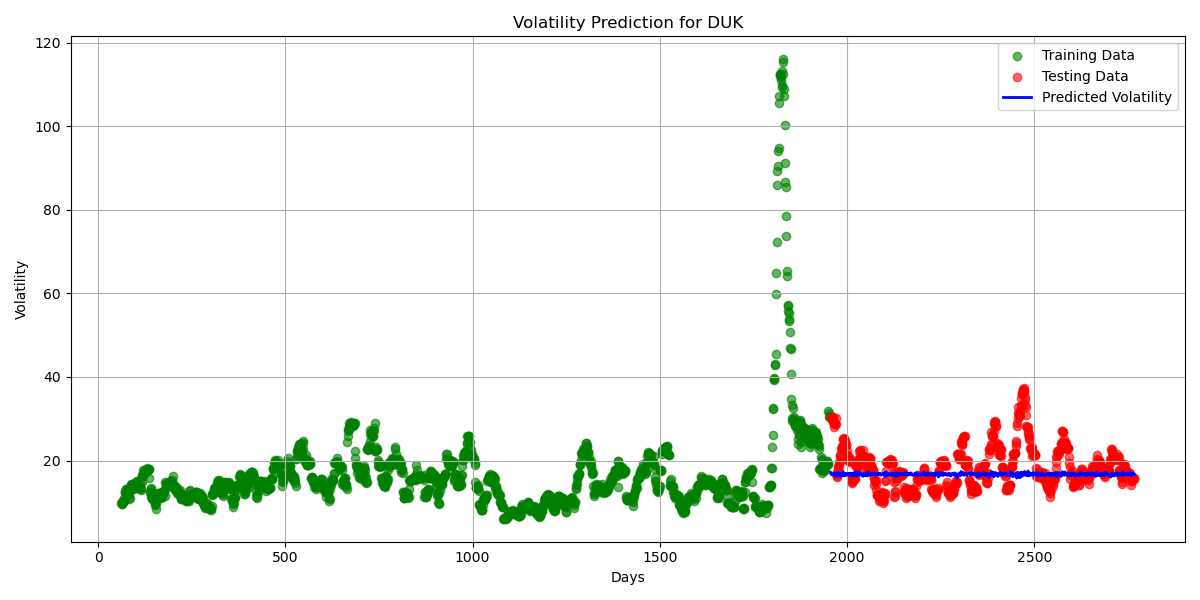 Volatility Prediction for DUK
Training Data
Testing Data
Predicted Volatility
120
100
80
60
40
20
Volatility
0
500
1000
1500
2000
2500
Days